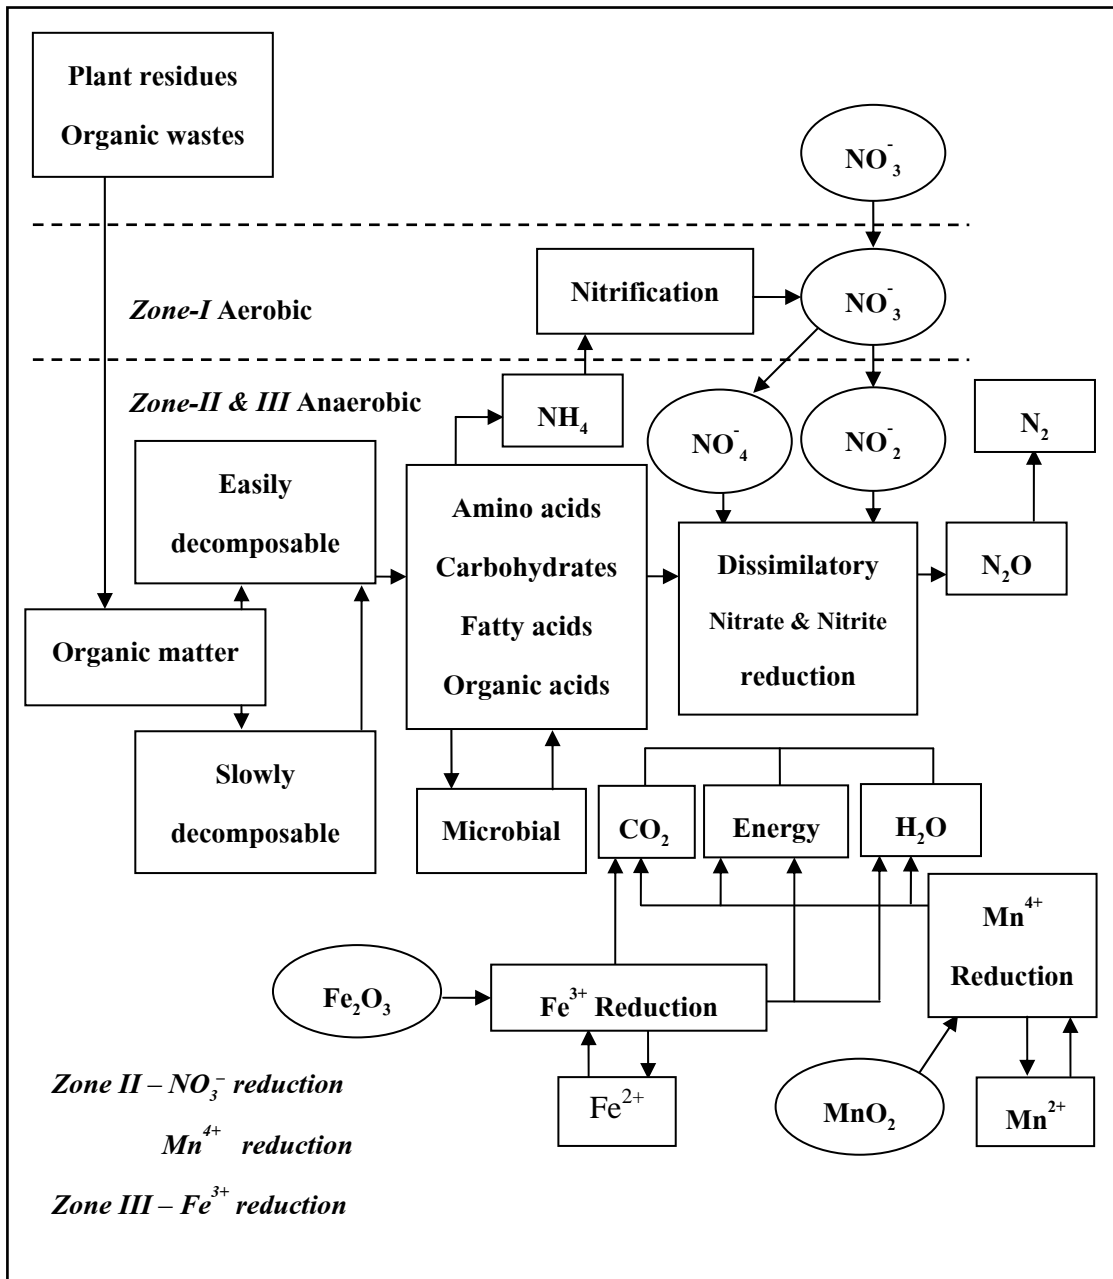 Plant residues
Organic wastes
NO₃⁻
Nitrification
NO₃⁻
Zone-I Aerobic
Zone-II & III Anaerobic
NH₄
NO₄⁻
NO₂⁻
N₂
Easily
decomposable
Amino acids
Carbohydrates
Fatty acids
Organic acids
Dissimilatory
Nitrate & Nitrite
reduction
N₂O
Organic matter
Slowly
decomposable
Microbial
CO₂
Energy
H₂O
Mn⁴⁺
Reduction
Fe₂O₃
Fe³⁺ Reduction
Fe²⁺
MnO₂
Mn²⁺
Zone II – NO₃⁻ reduction
Mn⁴⁺ reduction
Zone III – Fe³⁺ reduction